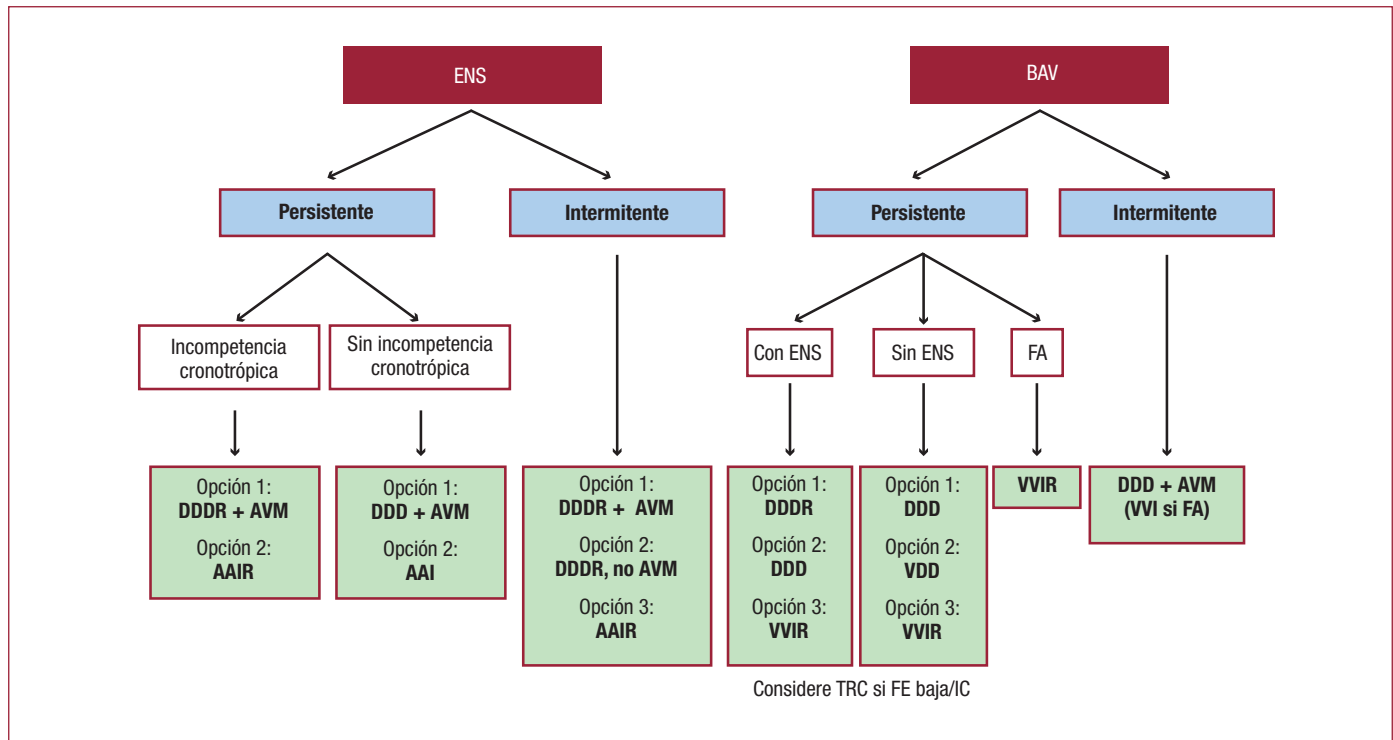 ENS
BAV
Persistente
Intermitente
Persistente
Intermitente
Incompetencia
cronotrópica
Sin incompetencia
cronotrópica
Con ENS
Sin ENS
FA
Opción 1:
DDDR + AVM
Opción 2:
AAIR
Opción 1:
DDD + AVM
Opción 2:
AAI
Opción 1:
DDDR + AVM
Opción 2:
DDDR, no AVM
Opción 3:
AAIR
Opción 1:
DDDR
Opción 2:
DDD
Opción 3:
VVIR
Opción 1:
DDD
Opción 2:
VDD
Opción 3:
VVIR
VVIR
DDD + AVM
(VVI si FA)
Considere TRC si FE baja/IC